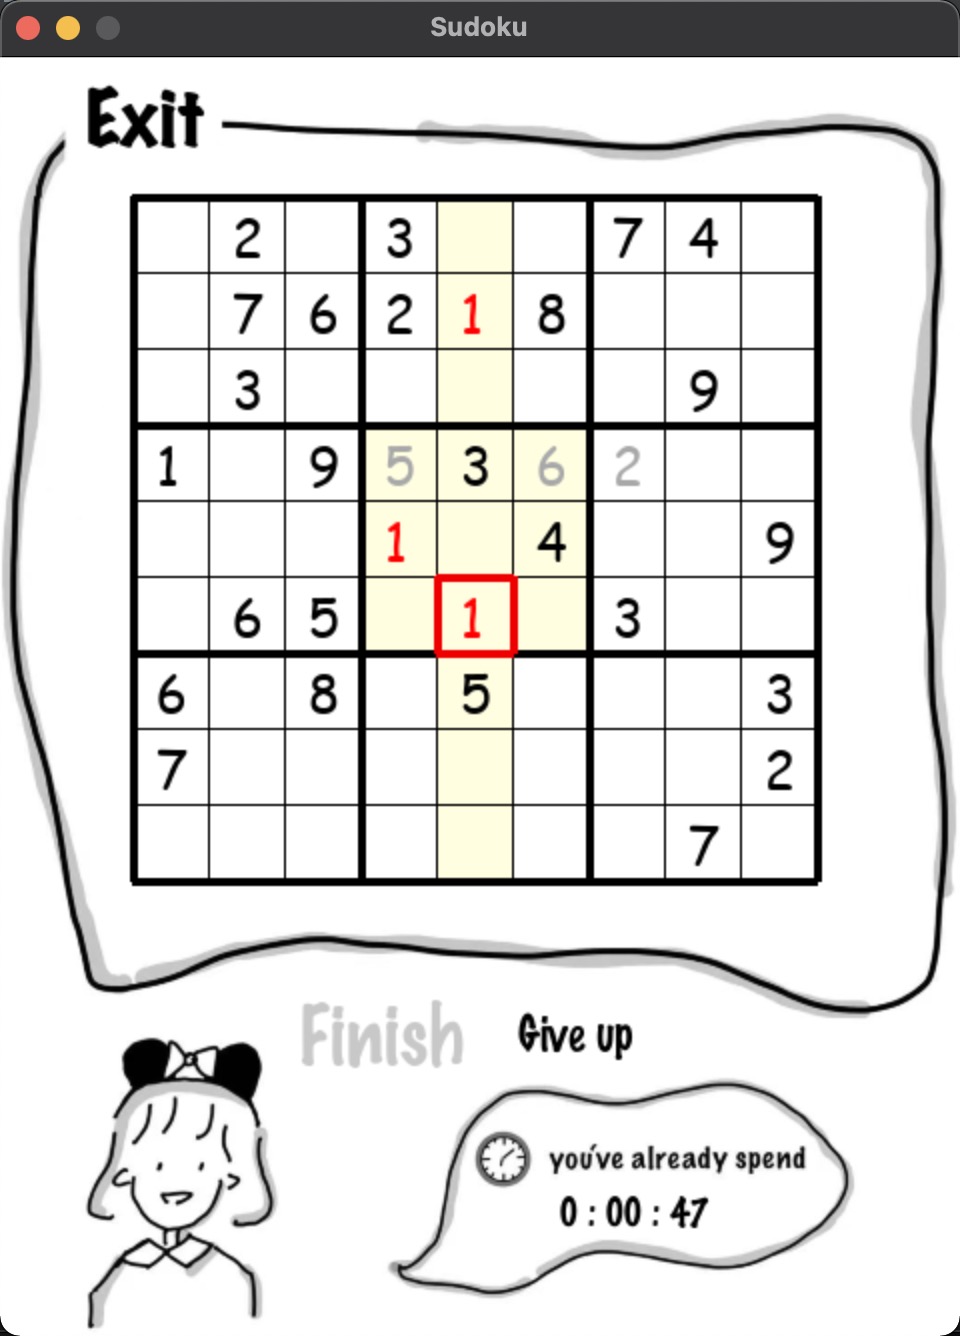 Sudoku
Exit
2 3 7 4
7 6 2 1 8
3 9
1 9 5 3 6 2
1 4 9
6 5 1 3
6 8 5 3
7 2
7
Finish Give up
you've already spend
0 : 00 : 47